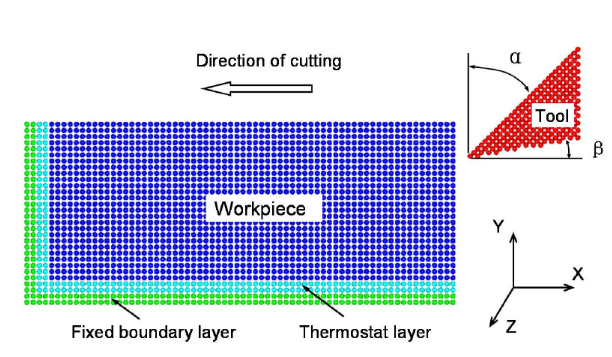 Direction of cutting
α
Tool
β
Workpiece
Y
X
Z
Fixed boundary layer
Thermostat layer